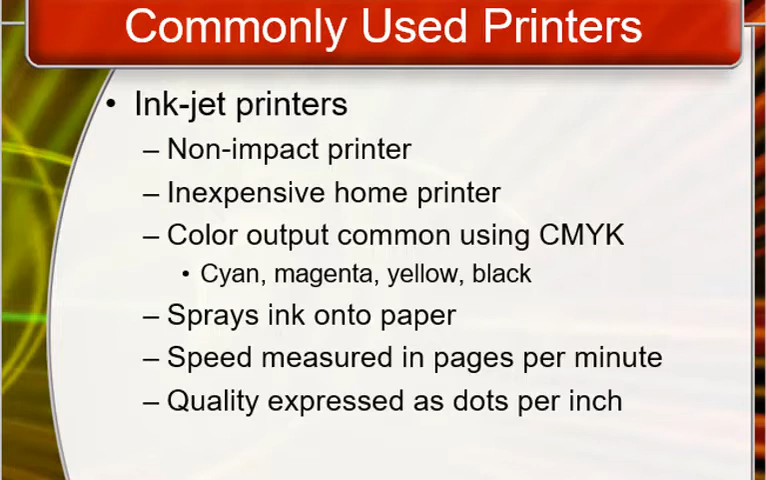 Commonly Used Printers
• Ink-jet printers
– Non-impact printer
– Inexpensive home printer
– Color output common using CMYK
• Cyan, magenta, yellow, black
– Sprays ink onto paper
– Speed measured in pages per minute
– Quality expressed as dots per inch